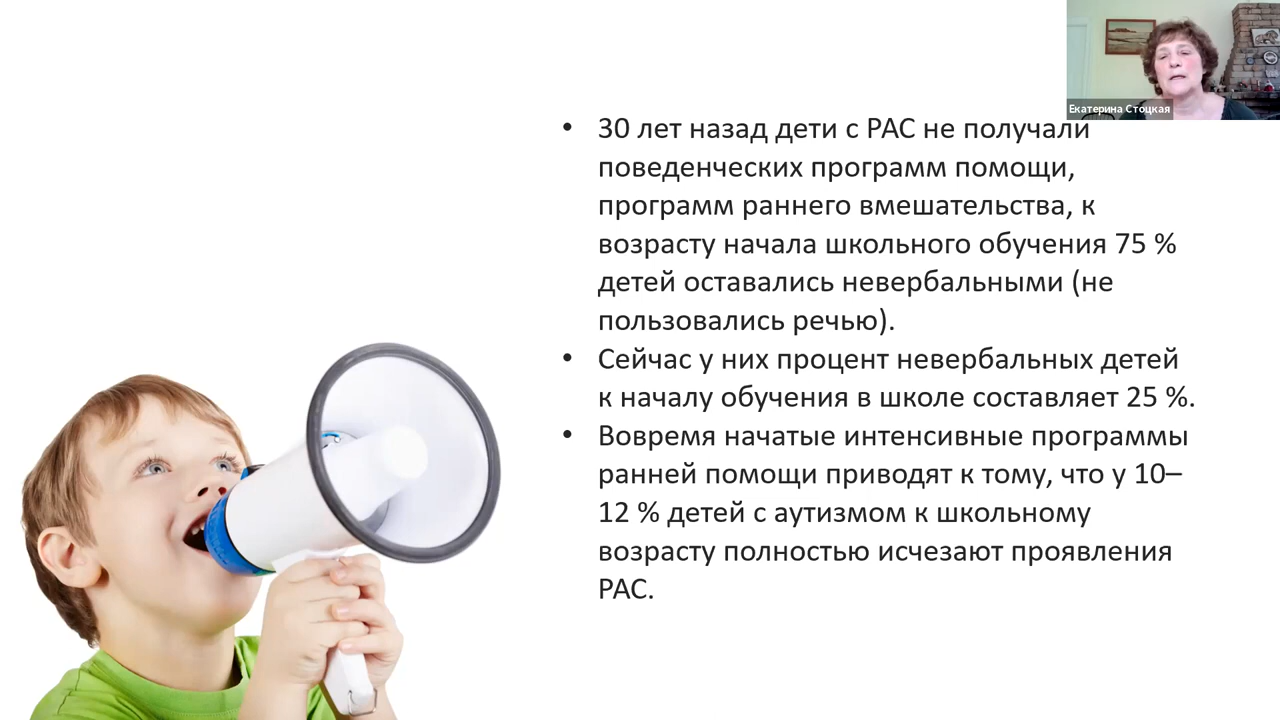 Екатерина Стоцкая
• 30 лет назад дети с РАС не получали
поведенческих программ помощи,
программ раннего вмешательства, к
возрасту начала школьного обучения 75 %
детей оставались невербальными (не
пользовались речью).
• Сейчас у них процент невербальных детей
к началу обучения в школе составляет 25 %.
• Вовремя начатые интенсивные программы
ранней помощи приводят к тому, что у 10–
12 % детей с аутизмом к школьному
возрасту полностью исчезают проявления
РАС.